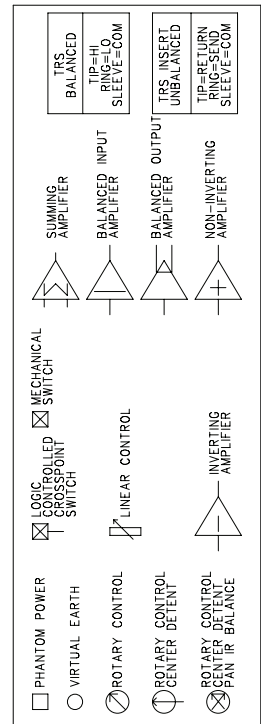 PHANTOM POWER
VIRTUAL EARTH
ROTARY CONTROL
ROTARY CONTROL
CENTER DETENT
ROTARY CONTROL
CENTER DETENT
PAN IR BALANCE
LOGIC
CONTROLLED
CROSSPOINT
SWITCH
MECHANICAL
SWITCH
LINEAR CONTROL
INVERTING
AMPLIFIER
SUMMING
AMPLIFIER
BALANCED INPUT
AMPLIFIER
BALANCED OUTPUT
AMPLIFIER
NON-INVERTING
AMPLIFIER
TRS
BALANCED
TIP=HI
RING=LO
SLEEVE=COM
TRS INSERT
UNBALANCED
TIP=RETURN
RING=SEND
SLEEVE=COM